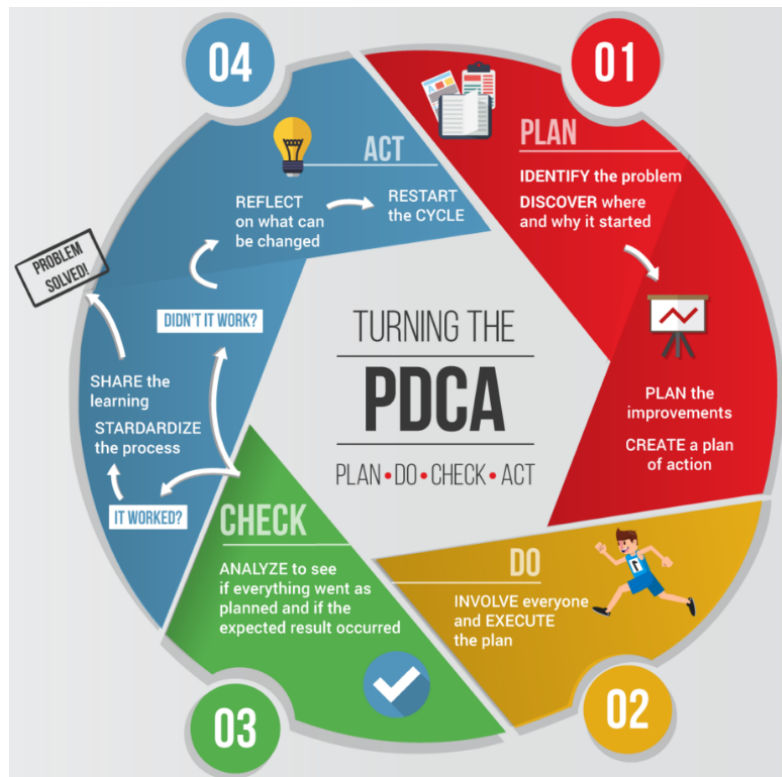 04
01
ACT
PLAN
IDENTIFY the problem
DISCOVER where
and why it started
REFLECT
on what can
be changed
RESTART
the CYCLE
PROBLEM
SOLVED!
DIDN'T IT WORK?
TURNING THE
PDCA
PLAN•DO•CHECK•ACT
SHARE the
learning
STARDARDIZE
the process
IT WORKED?
PLAN the
improvements
CREATE a plan
of action
CHECK
ANALYZE to see
if everything went as
planned and if the
expected result occurred
DO
INVOLVE everyone
and EXECUTE
the plan
03
02